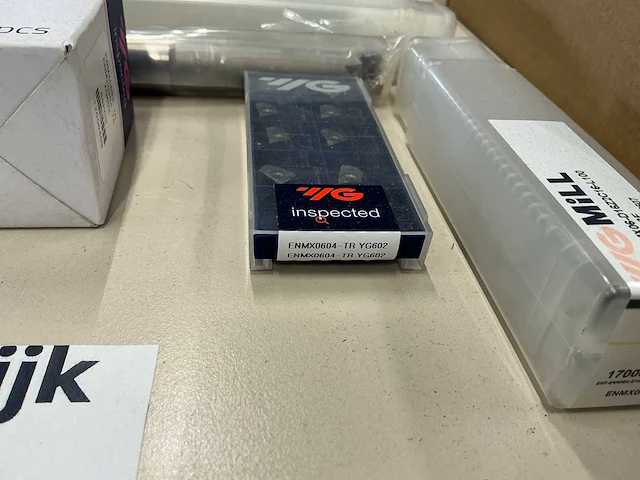 DCS
YG
YG
inspected
ENMX0604-TR YG602
ENMX0604-TR YG602
YG MiLL
1700
ENMX0
ijk